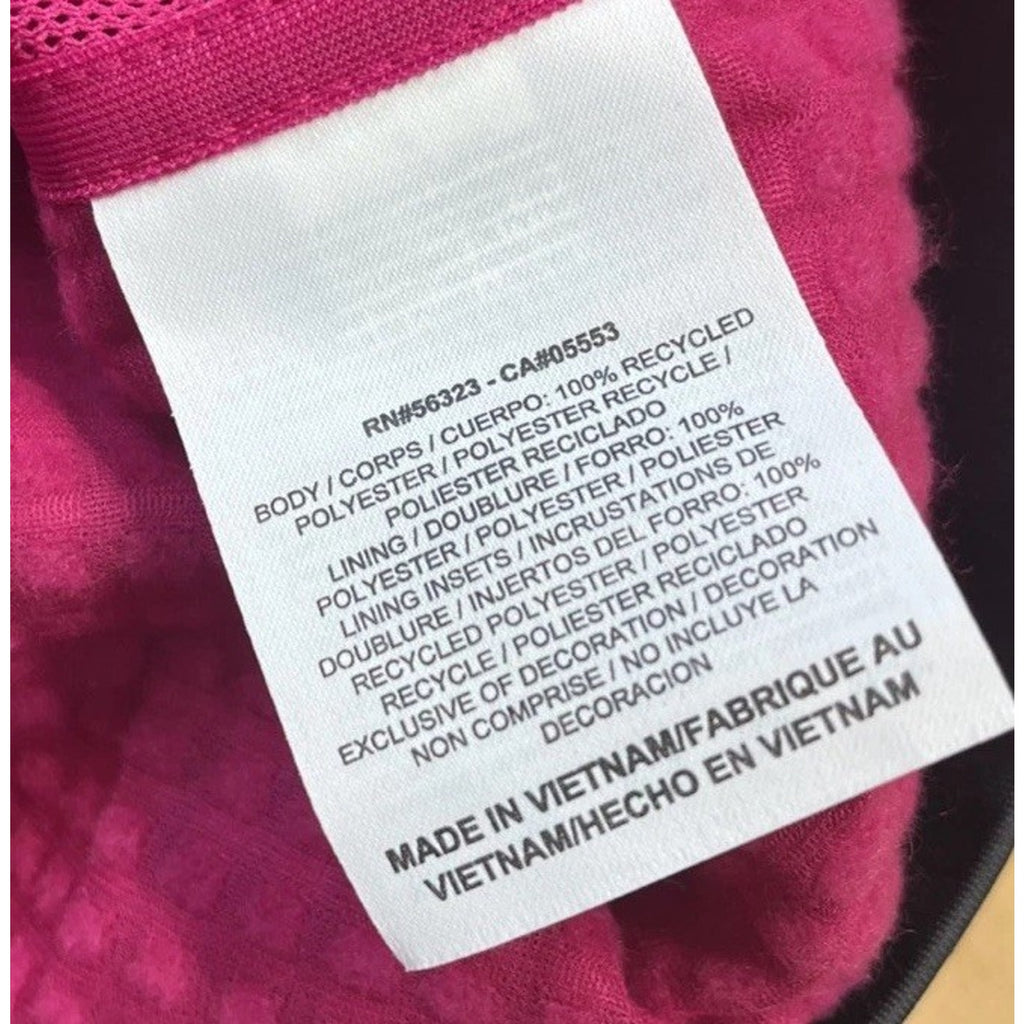 RN#56323 - CA#05553
BODY / CORPS / CUERPO: 100% RECYCLED
POLYESTER / POLYESTER RECYCLE /
POLIESTER RECICLADO
LINING / DOUBLURE / FORRO: 100%
POLYESTER / POLYESTER / POLIESTER
LINING INSETS / INCRUSTATIONS DE
DOUBLURE / INJERTOS DEL FORRO: 100%
RECYCLED POLYESTER / POLYESTER
RECYCLE / POLIESTER RECICLADO
EXCLUSIVE OF DECORATION / DECORATION
NON COMPRISE / NO INCLUYE LA
DECORACION
MADE IN VIETNAM/FABRIQUE AU
VIETNAM/HECHO EN VIETNAM